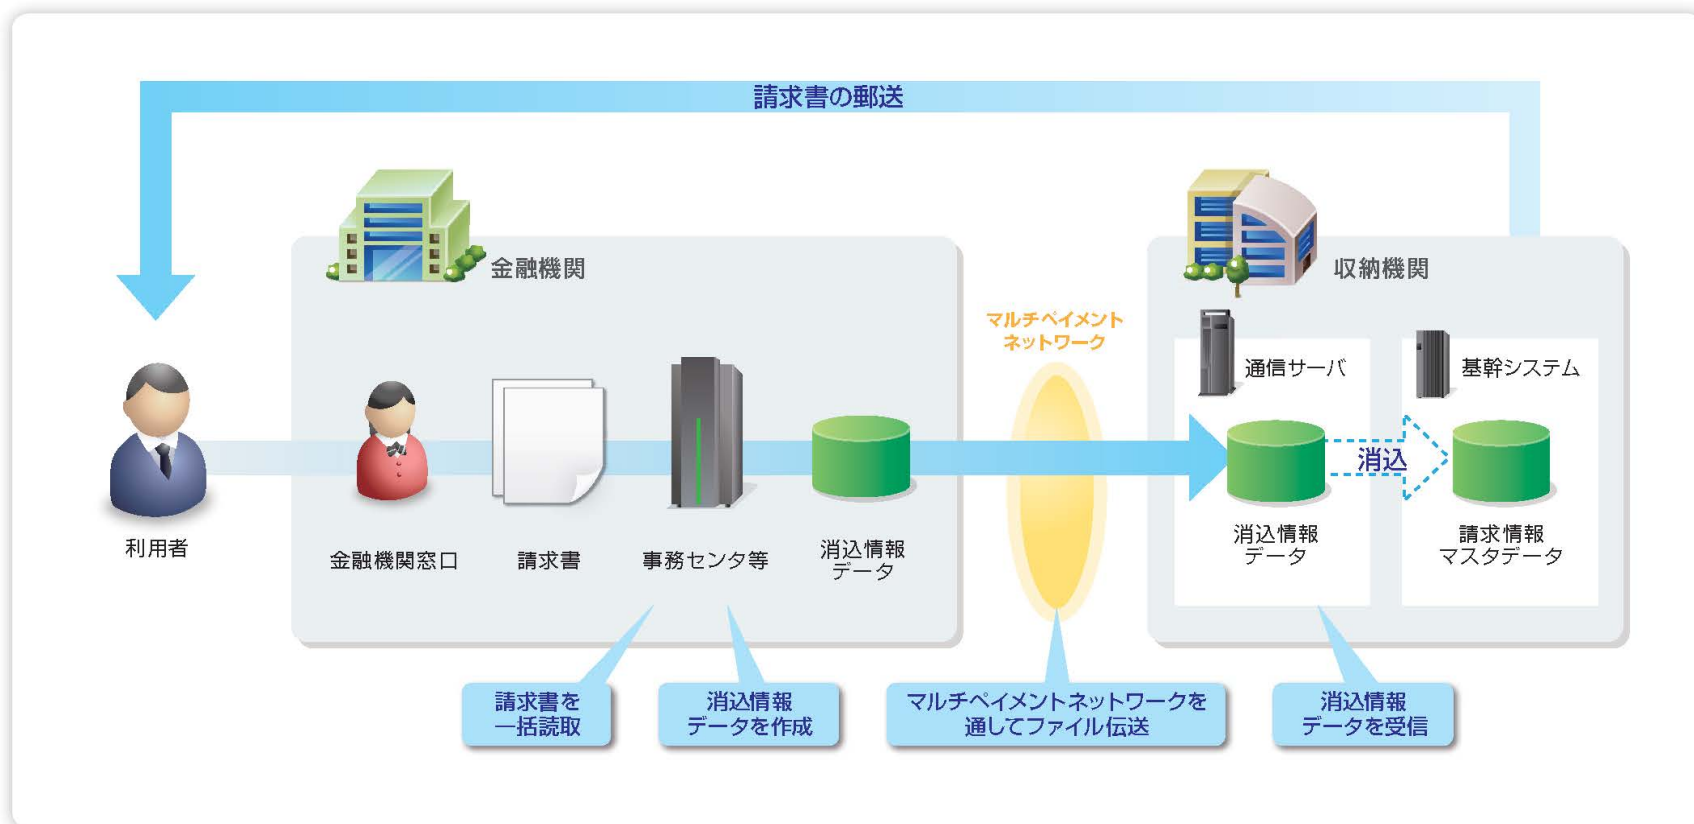 請求書の郵送
金融機関
収納機関
マルチペイメント
ネットワーク
通信サーバ
基幹システム
消込
利用者
金融機関窓口
請求書
事務センタ等
消込情報
データ
消込情報
データ
請求情報
マスタデータ
請求書を
一括読取
消込情報
データを作成
マルチペイメントネットワークを
通してファイル伝送
消込情報
データを受信